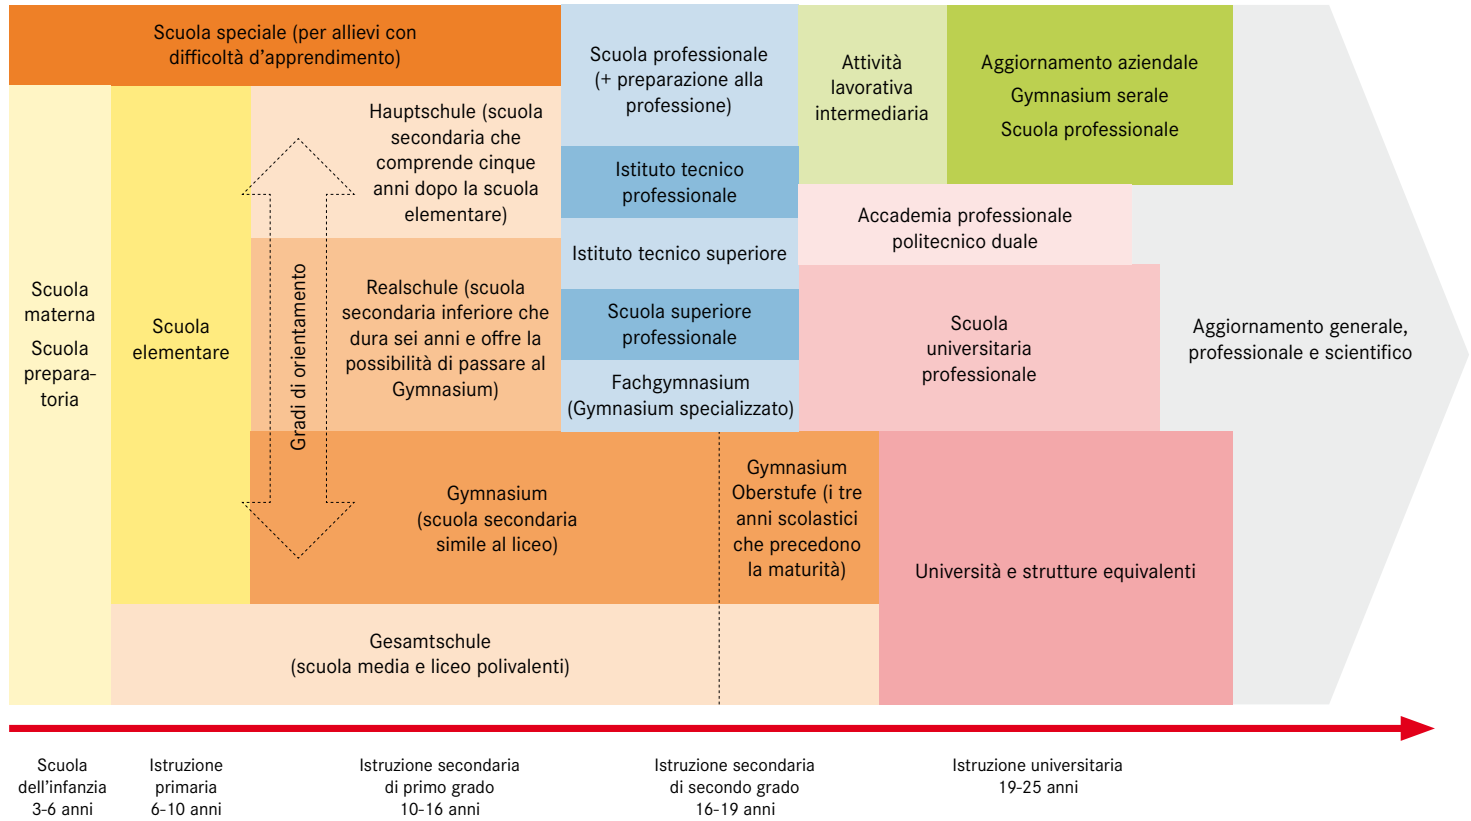 Scuola speciale (per allievi con
difficoltà d'apprendimento)
Scuola
materna
Scuola
prepara-
toria
Scuola
elementare
Gradi di orientamento
Hauptschule (scuola
secondaria che
comprende cinque
anni dopo la scuola
elementare)
Realschule (scuola
secondaria inferiore che
dura sei anni e offre la
possibilità di passare al
Gymnasium)
Gymnasium
(scuola secondaria
simile al liceo)
Gesamtschule
(scuola media e liceo polivalenti)
Scuola professionale
(+ preparazione alla
professione)
Istituto tecnico
professionale
Istituto tecnico superiore
Scuola superiore
professionale
Fachgymnasium
(Gymnasium specializzato)
Gymnasium
Oberstufe (i tre
anni scolastici
che precedono
la maturità)
Attività
lavorativa
intermediaria
Aggiornamento aziendale
Gymnasium serale
Scuola professionale
Accademia professionale
politecnico duale
Scuola
universitaria
professionale
Università e strutture equivalenti
Aggiornamento generale,
professionale e scientifico
Scuola
dell'infanzia
3-6 anni
Istruzione
primaria
6-10 anni
Istruzione secondaria
di primo grado
10-16 anni
Istruzione secondaria
di secondo grado
16-19 anni
Istruzione universitaria
19-25 anni